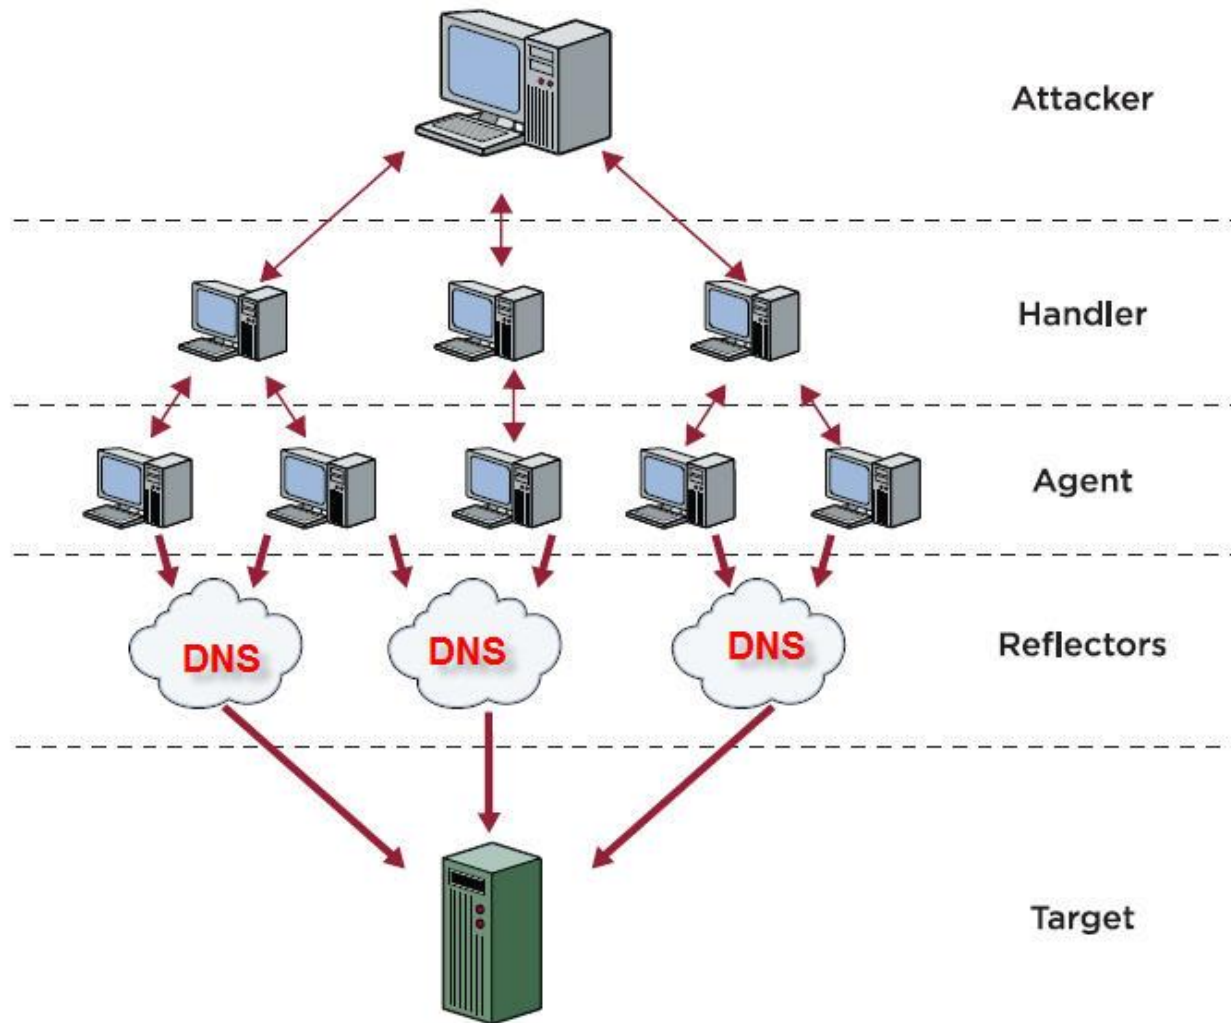 Attacker
Handler
Agent
DNS
DNS
DNS
Reflectors
Target